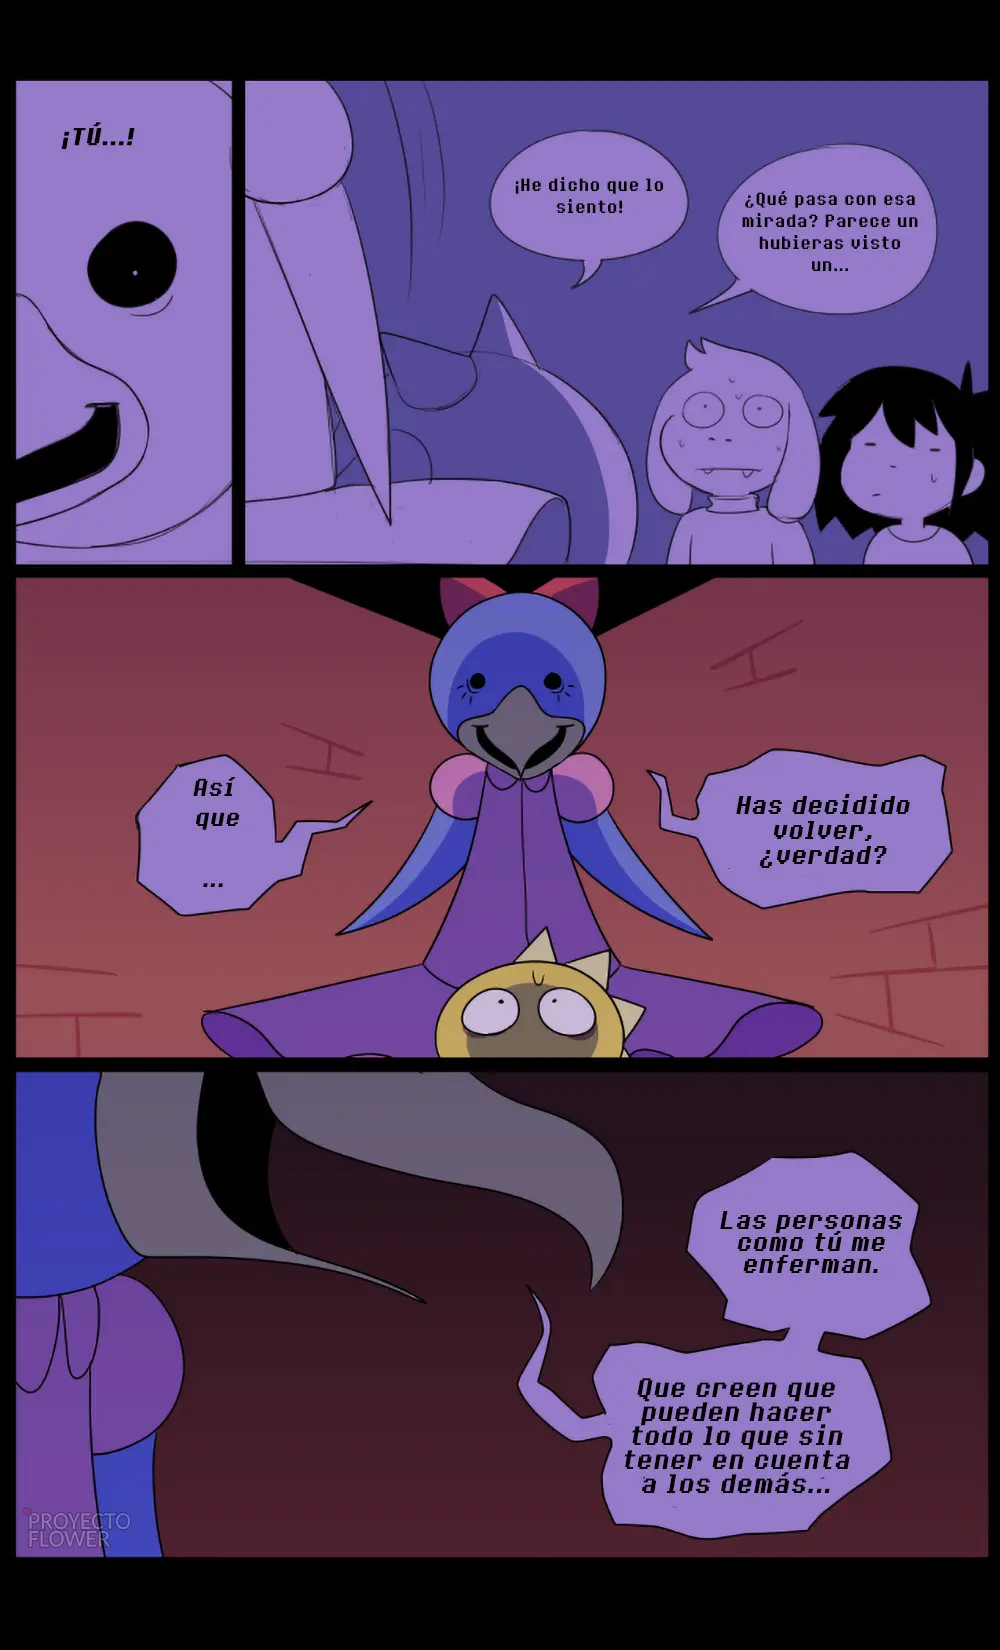 ¡TÚ...!
¡He dicho que lo
siento!
¿Qué pasa con esa
mirada? Parece un
hubieras visto
un...
Así
que
...
Has decidido
volver,
¿verdad?
Las personas
como tú me
enferman.
Que creen que
pueden hacer
todo lo que sin
tener en cuenta
a los demás...
PROYECTO
FLOWER